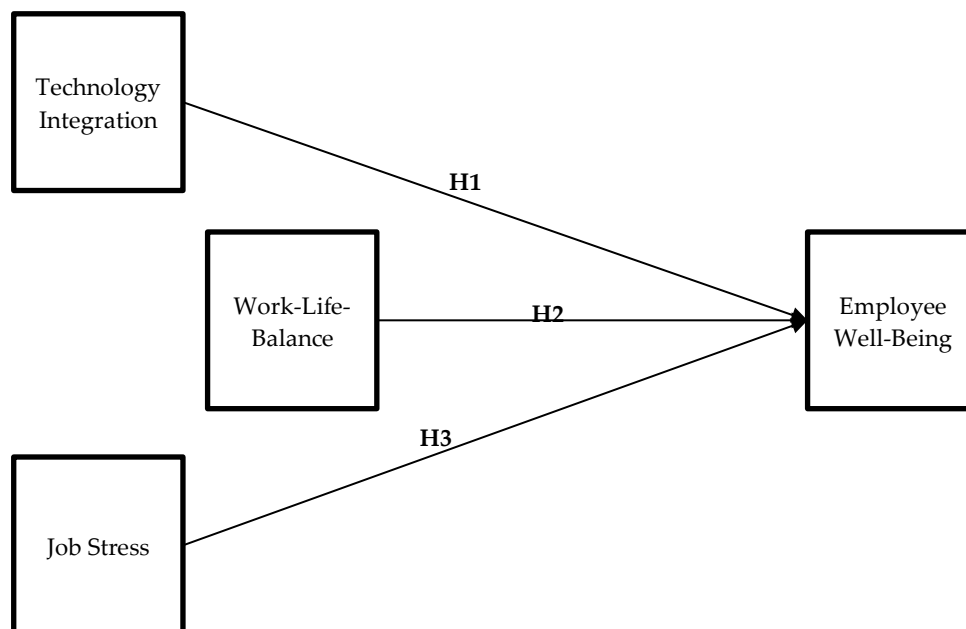 Technology
Integration
H1
Work-Life-
Balance
H2
Employee
Well-Being
H3
Job Stress